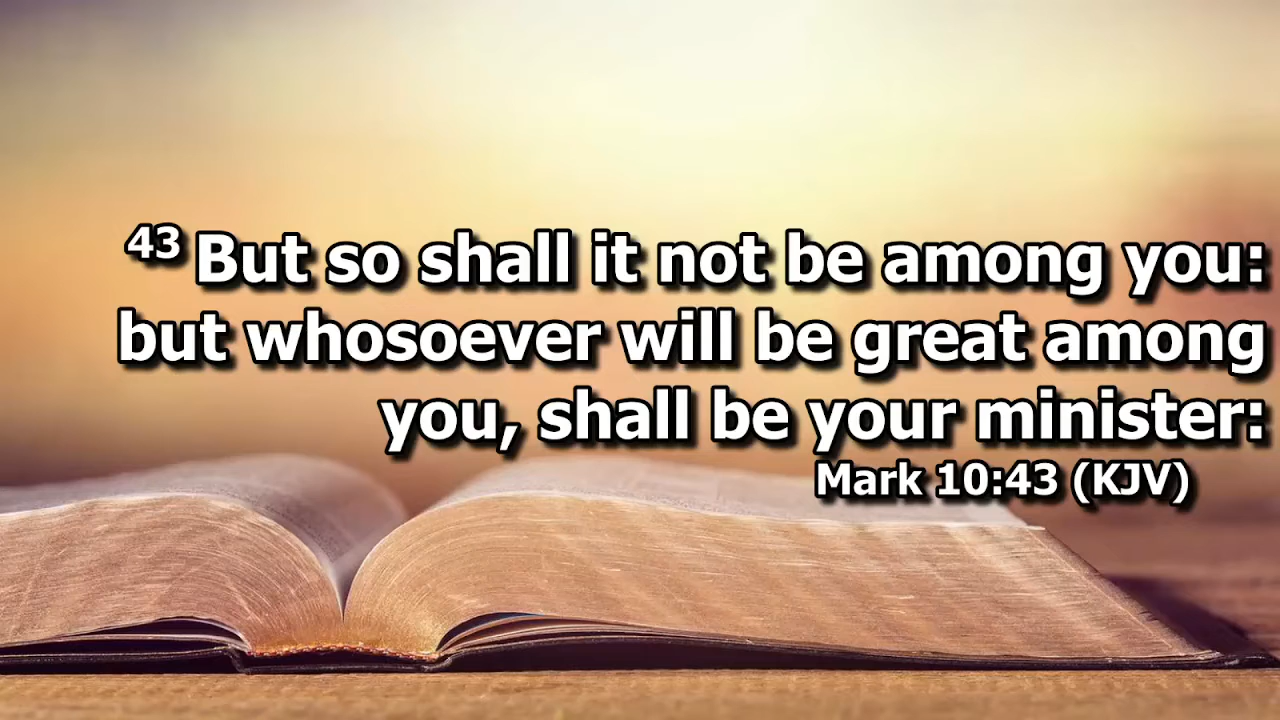 43 But so shall it not be among you:
but whosoever will be great among
you, shall be your minister:
Mark 10:43 (KJV)